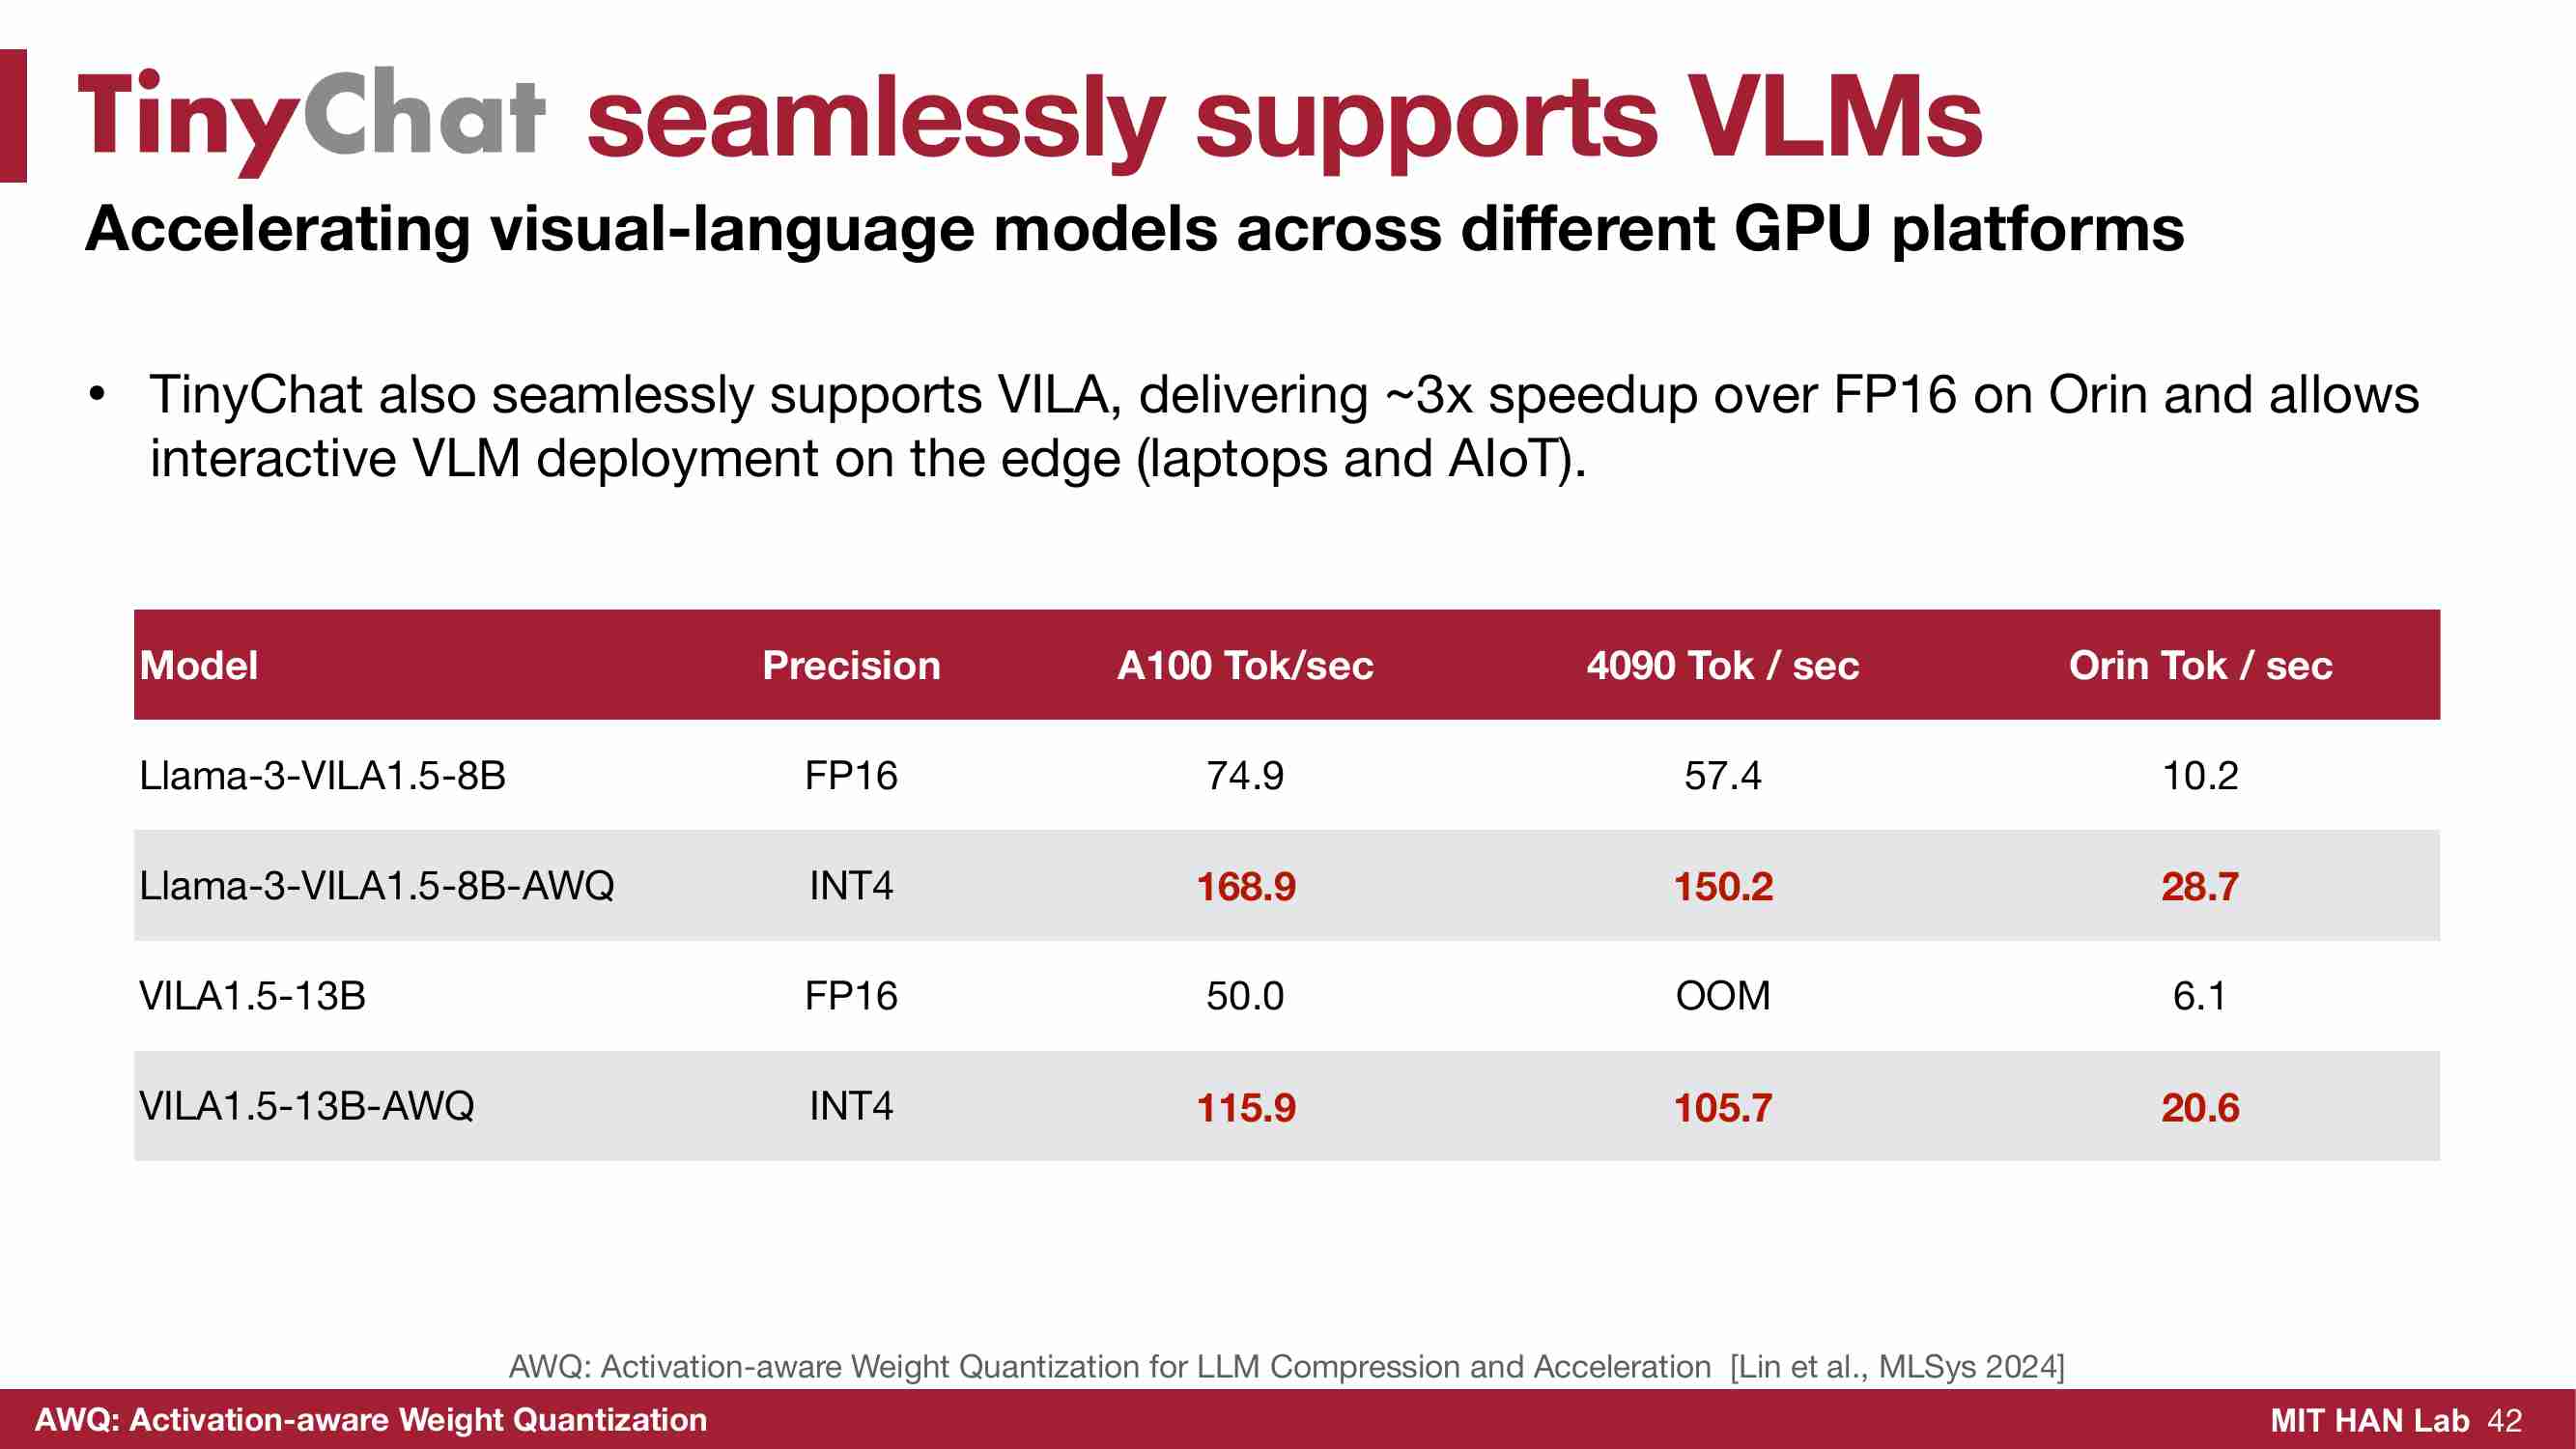 TinyChat seamlessly supports VLMs
Accelerating visual-language models across different GPU platforms
• TinyChat also seamlessly supports VILA, delivering ~3x speedup over FP16 on Orin and allows
interactive VLM deployment on the edge (laptops and AIoT).
Model Precision A100 Tok/sec 4090 Tok / sec Orin Tok / sec
Llama-3-VILA1.5-8B FP16 74.9 57.4 10.2
Llama-3-VILA1.5-8B-AWQ INT4 168.9 150.2 28.7
VILA1.5-13B FP16 50.0 OOM 6.1
VILA1.5-13B-AWQ INT4 115.9 105.7 20.6
AWQ: Activation-aware Weight Quantization for LLM Compression and Acceleration [Lin et al., MLSys 2024]
AWQ: Activation-aware Weight Quantization MIT HAN Lab 42